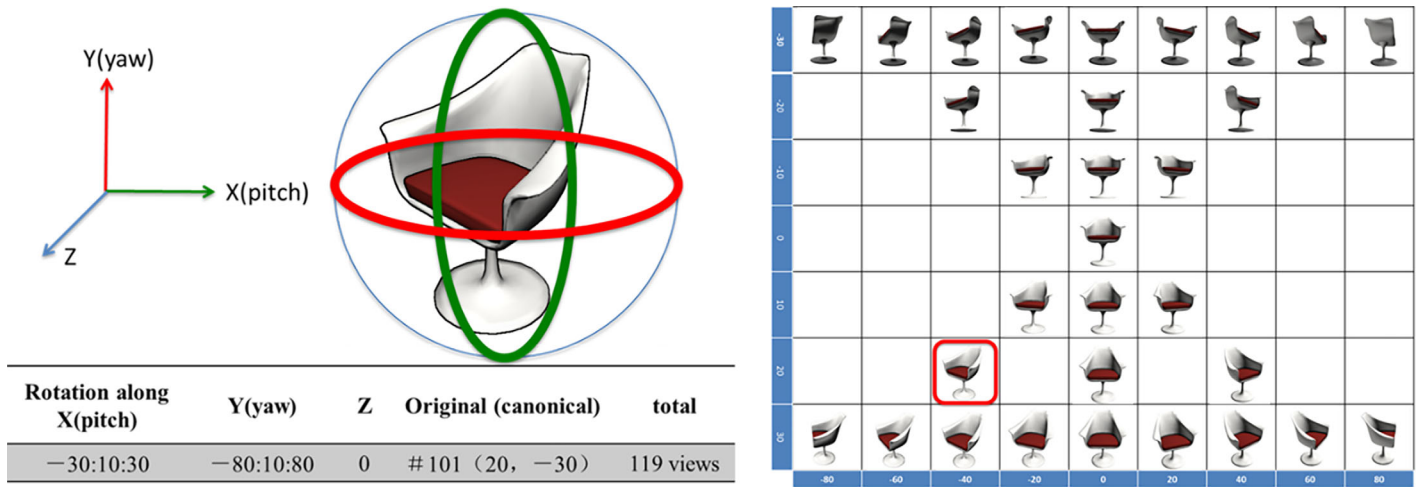 Y(yaw)
X(pitch)
Z
Rotation along
X(pitch)
Y(yaw)
Z
Original (canonical)
total
−30:10:30
−80:10:80
0
#101（20，−30）
119 views
-30
-20
-10
0
10
20
30
-80
-60
-40
-20
0
20
40
60
80